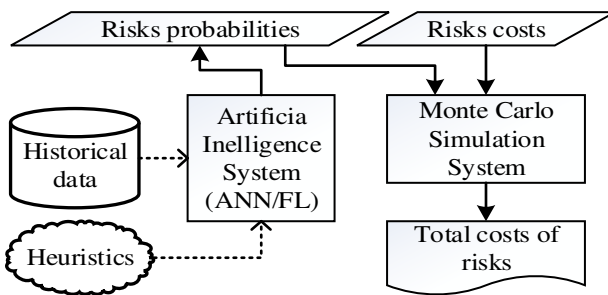 Risks probabilities
Risks costs
Historical
data
Artificia
Inelligence
System
(ANN/FL)
Monte Carlo
Simulation
System
Heuristics
Total costs of
risks